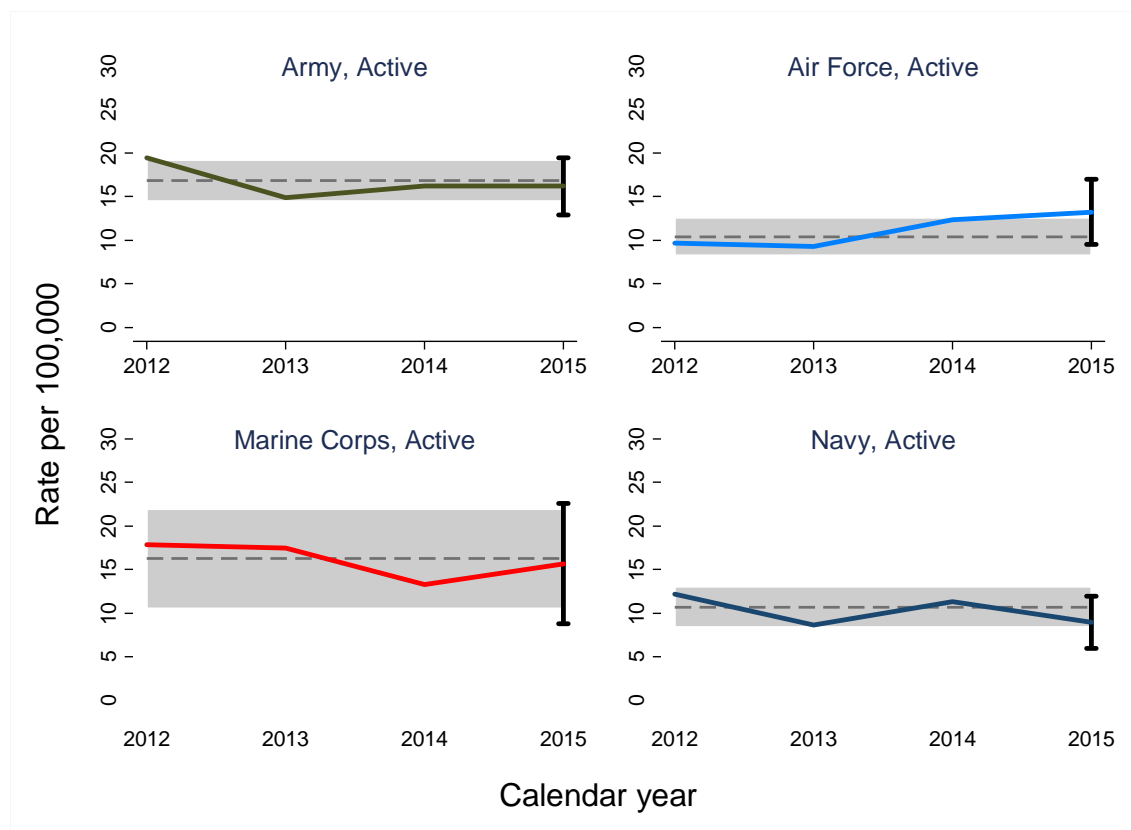 Rate per 100,000
Army, Active
30
25
20
15
10
5
0
2012 2013 2014 2015
Air Force, Active
30
25
20
15
10
5
0
2012 2013 2014 2015
Marine Corps, Active
30
25
20
15
10
5
0
2012 2013 2014 2015
Navy, Active
30
25
20
15
10
5
0
2012 2013 2014 2015
Calendar year